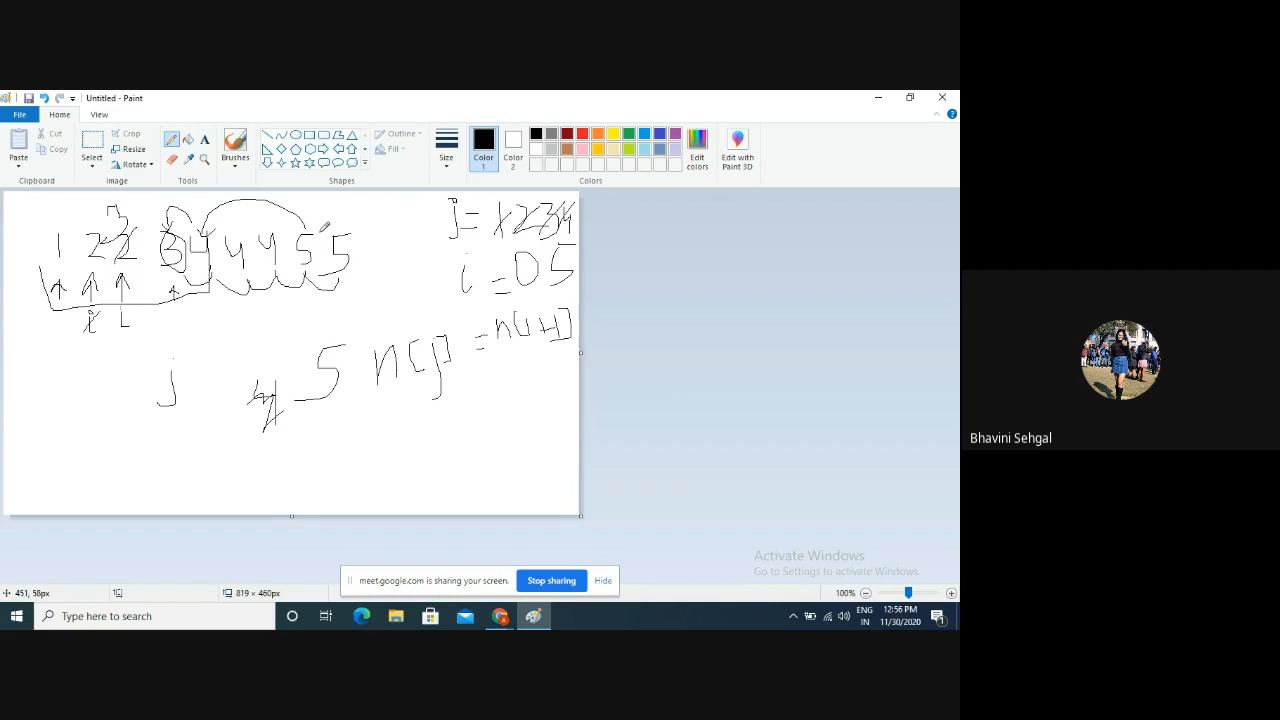 Untitled - Paint
File
Home
View
Paste
Cut
Copy
Clipboard
Select
Crop
Resize
Rotate
Image
Tools
Brushes
Shapes
Outline
Fill
Size
Color 1
Color 2
Edit colors
Edit with Paint 3D
Colors
1 2 2 3 4 4 4 5 5
3
j = 1 2 3 4
i = 0 5
i L
n[j] = n[i+1]
j 4 5
Bhavini Sehgal
Activate Windows
Go to Settings to activate Windows.
meet.google.com is sharing your screen.
Stop sharing
Hide
451, 58px
819 × 460px
100%
Type here to search
ENG
IN
12:56 PM
11/30/2020
1